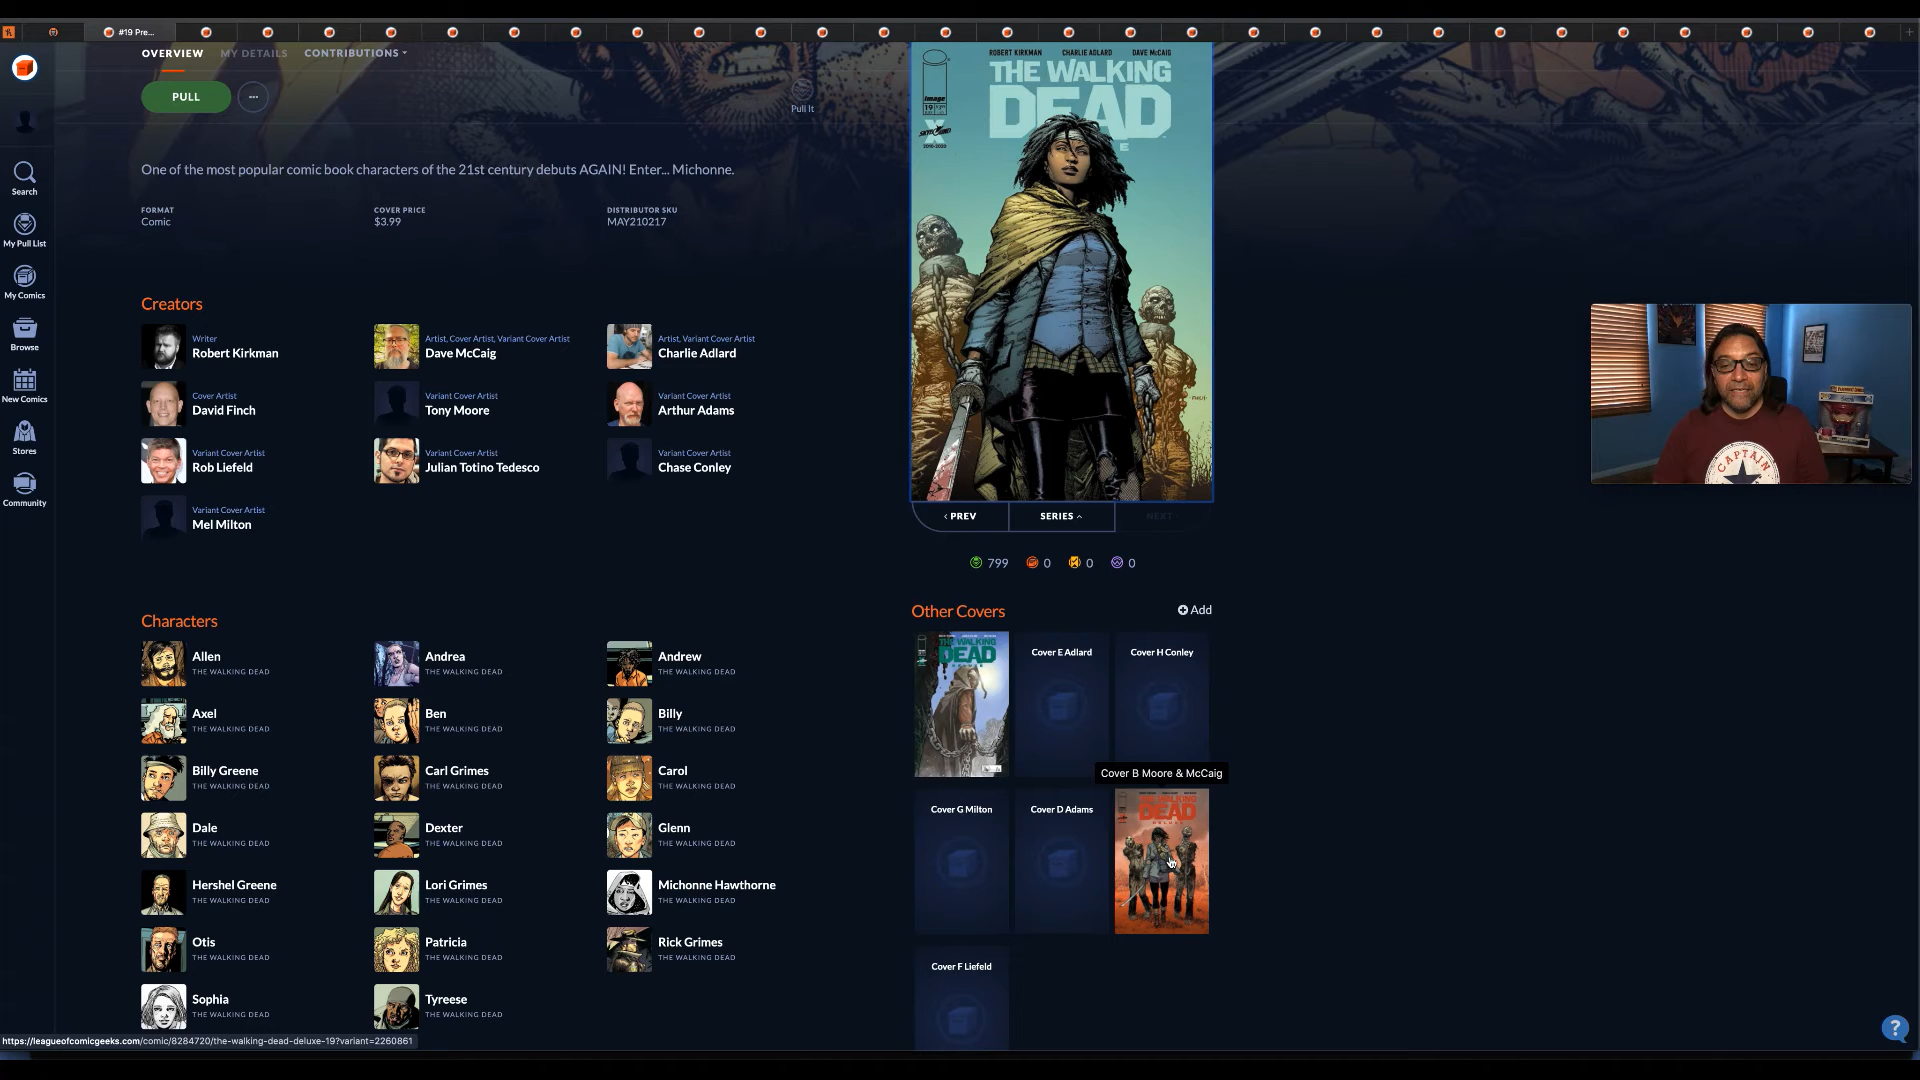 #19 Pre...
OVERVIEW
MY DETAILS
CONTRIBUTIONS
PULL
Pull It
Search
My Pull List
My Comics
Browse
New Comics
Stores
Community
One of the most popular comic book characters of the 21st century debuts AGAIN! Enter... Michonne.
FORMAT
Comic
COVER PRICE
$3.99
DISTRIBUTOR SKU
MAY210217
Creators
Writer
Robert Kirkman
Artist, Cover Artist, Variant Cover Artist
Dave McCaig
Artist, Variant Cover Artist
Charlie Adlard
Cover Artist
David Finch
Variant Cover Artist
Tony Moore
Variant Cover Artist
Arthur Adams
Variant Cover Artist
Rob Liefeld
Variant Cover Artist
Julian Totino Tedesco
Variant Cover Artist
Chase Conley
Variant Cover Artist
Mel Milton
Characters
Allen
THE WALKING DEAD
Andrea
THE WALKING DEAD
Andrew
THE WALKING DEAD
Axel
THE WALKING DEAD
Ben
THE WALKING DEAD
Billy
THE WALKING DEAD
Billy Greene
THE WALKING DEAD
Carl Grimes
THE WALKING DEAD
Carol
THE WALKING DEAD
Dale
THE WALKING DEAD
Dexter
THE WALKING DEAD
Glenn
THE WALKING DEAD
Hershel Greene
THE WALKING DEAD
Lori Grimes
THE WALKING DEAD
Michonne Hawthorne
THE WALKING DEAD
Otis
THE WALKING DEAD
Patricia
THE WALKING DEAD
Rick Grimes
THE WALKING DEAD
Sophia
THE WALKING DEAD
Tyreese
THE WALKING DEAD
ROBERT KIRKMAN CHARLIE ADLARD DAVE McCAIG
THE WALKING
DEAD
image
19
2010-2020
‹ PREV
SERIES
NEXT
799
0
0
0
Other Covers
Add
THE WALKING
DEAD
Cover E Adlard
Cover H Conley
Cover B Moore & McCaig
Cover G Milton
Cover D Adams
THE WALKING
DEAD
Cover F Liefeld
CAPTAIN
?
https://leagueofcomicgeeks.com/comic/8284720/the-walking-dead-deluxe-19?variant=2260861